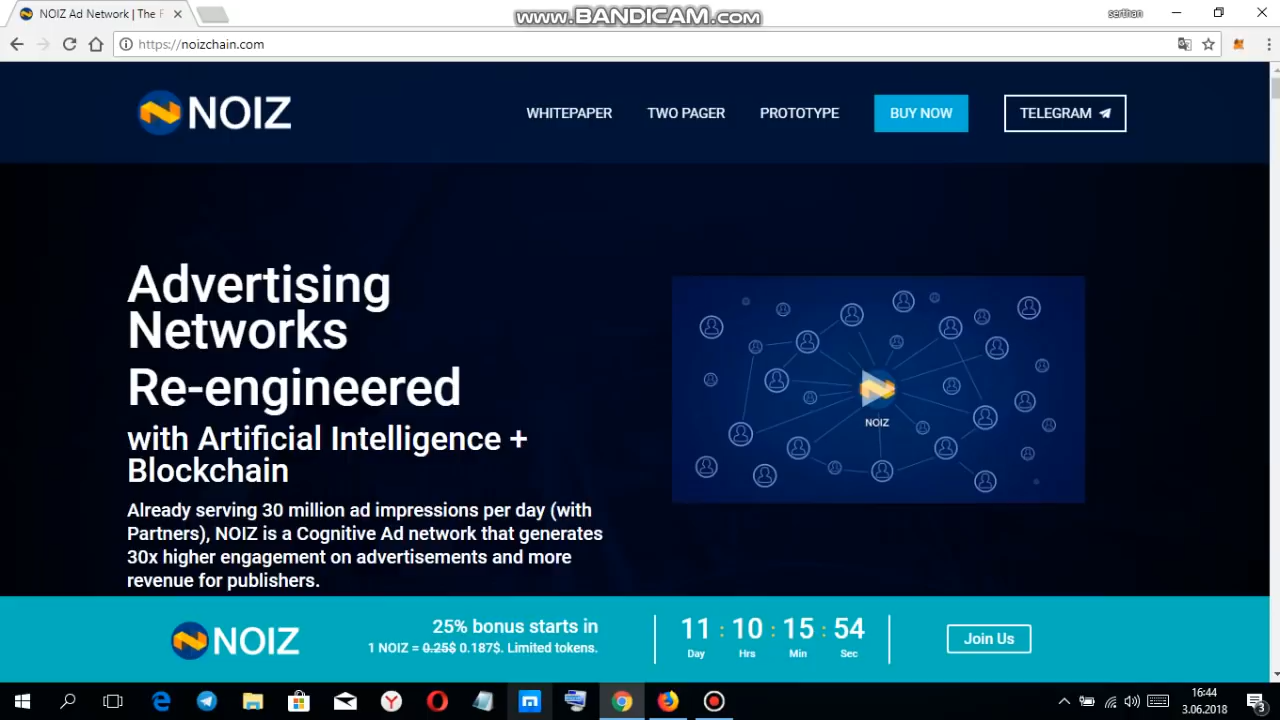 NOIZ Ad Network | The F
www.BANDICAM.com
serthan
https://noizchain.com
NOIZ
WHITEPAPER
TWO PAGER
PROTOTYPE
BUY NOW
TELEGRAM
Advertising
Networks
Re-engineered
with Artificial Intelligence +
Blockchain
Already serving 30 million ad impressions per day (with
Partners), NOIZ is a Cognitive Ad network that generates
30x higher engagement on advertisements and more
revenue for publishers.
NOIZ
NOIZ
25% bonus starts in
1 NOIZ = 0.25$ 0.187$. Limited tokens.
11 : 10 : 15 : 54
Day Hrs Min Sec
Join Us
16:44
3.06.2018
3